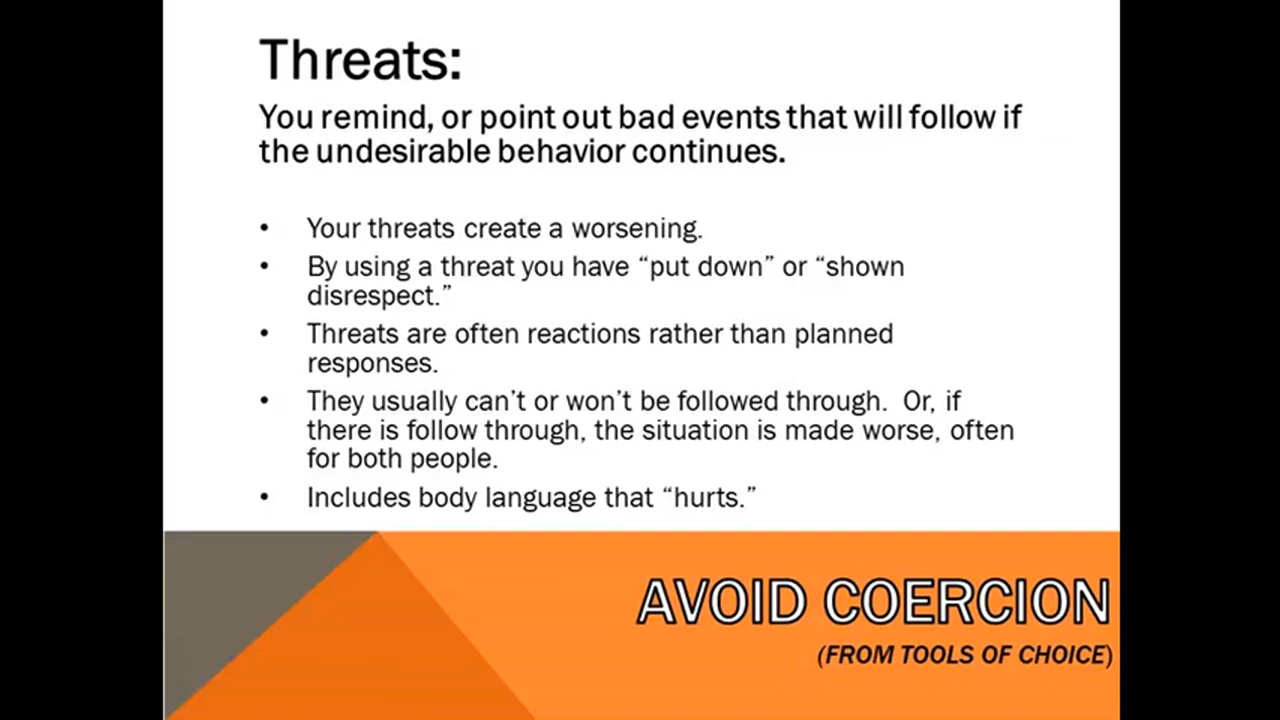 Threats:
You remind, or point out bad events that will follow if
the undesirable behavior continues.
• Your threats create a worsening.
• By using a threat you have “put down” or “shown
disrespect.”
• Threats are often reactions rather than planned
responses.
• They usually can’t or won’t be followed through.  Or, if
there is follow through, the situation is made worse, often
for both people.
• Includes body language that “hurts.”
AVOID COERCION
(FROM TOOLS OF CHOICE)